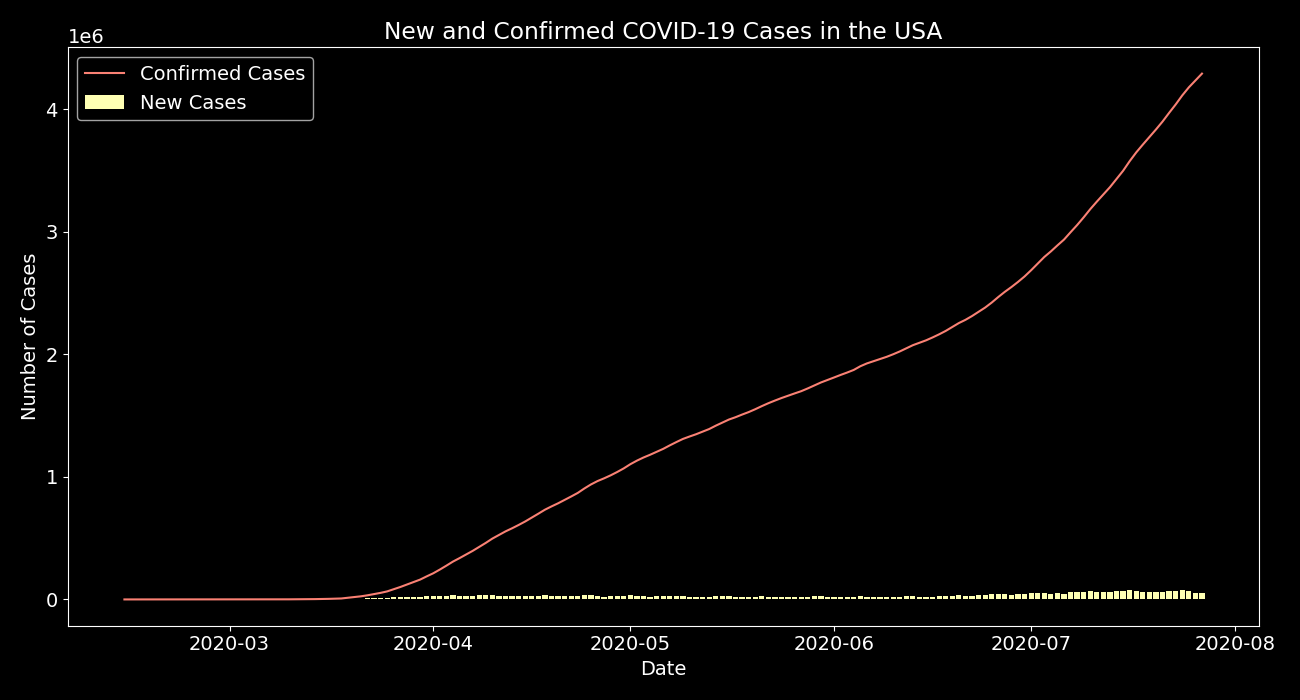 New and Confirmed COVID-19 Cases in the USA
1e6
Confirmed Cases
New Cases
4
3
2
1
0
Number of Cases
2020-03
2020-04
2020-05
2020-06
2020-07
2020-08
Date